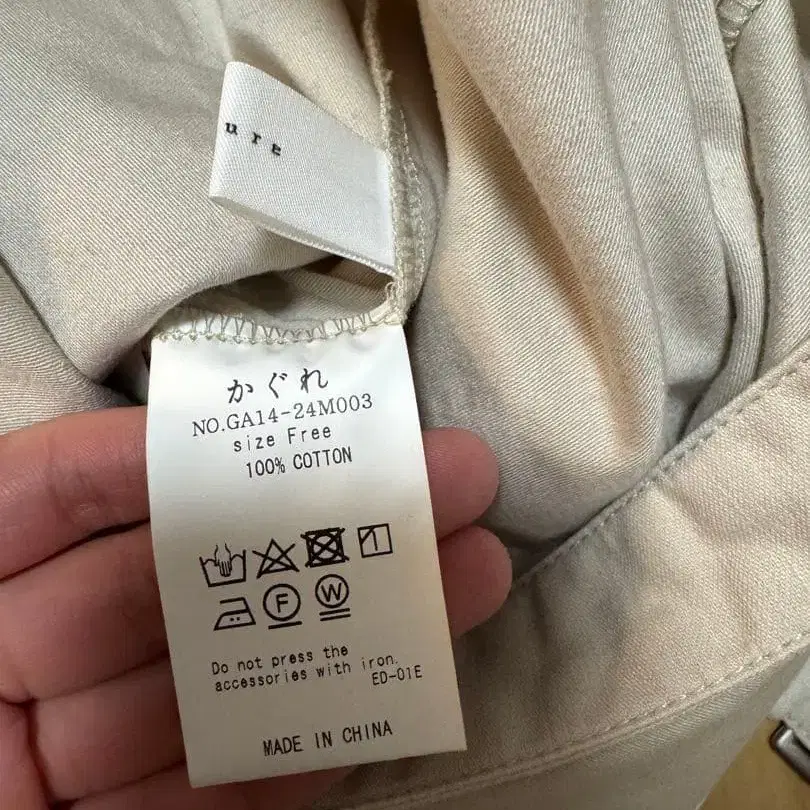 ure
かぐれ
NO.GA14-24M003
size Free
100% COTTON
F W
Do not press the
accessories with iron.
ED-01E
MADE IN CHINA